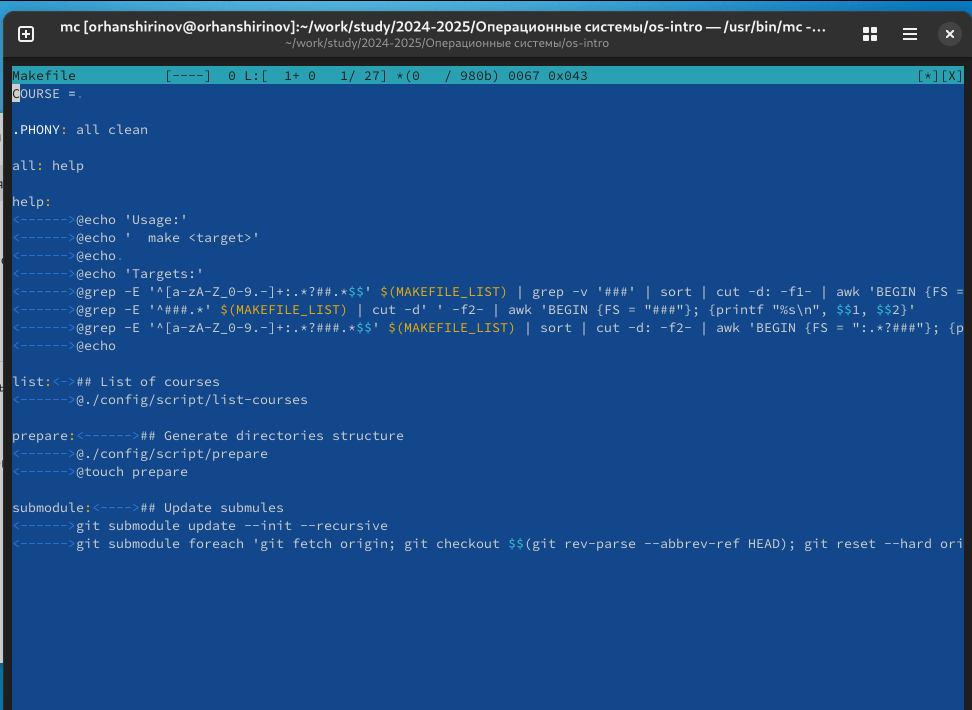 mc [orhanshirinov@orhanshirinov]:~/work/study/2024-2025/Операционные системы/os-intro — /usr/bin/mc -...
~/work/study/2024-2025/Операционные системы/os-intro
Makefile [----] 0 L:[ 1+ 0 1/ 27] *(0 / 980b) 0067 0x043 [*][X]
COURSE =.
.PHONY: all clean
all: help
help:
<------>@echo 'Usage:'
<------>@echo '  make <target>'
<------>@echo.
<------>@echo 'Targets:'
<------>@grep -E '^[a-zA-Z_0-9.-]+:.*?##.*$$' $(MAKEFILE_LIST) | grep -v '###' | sort | cut -d: -f1- | awk 'BEGIN {FS =
<------>@grep -E '^###.*' $(MAKEFILE_LIST) | cut -d' ' -f2- | awk 'BEGIN {FS = "###"}; {printf "%s\n", $$1, $$2}'
<------>@grep -E '^[a-zA-Z_0-9.-]+:.*?###.*$$' $(MAKEFILE_LIST) | sort | cut -d: -f2- | awk 'BEGIN {FS = ":.*?###"}; {p
<------>@echo
list:<->## List of courses
<------>@./config/script/list-courses
prepare:<------>## Generate directories structure
<------>@./config/script/prepare
<------>@touch prepare
submodule:<---->## Update submules
<------>git submodule update --init --recursive
<------>git submodule foreach 'git fetch origin; git checkout $$(git rev-parse --abbrev-ref HEAD); git reset --hard ori